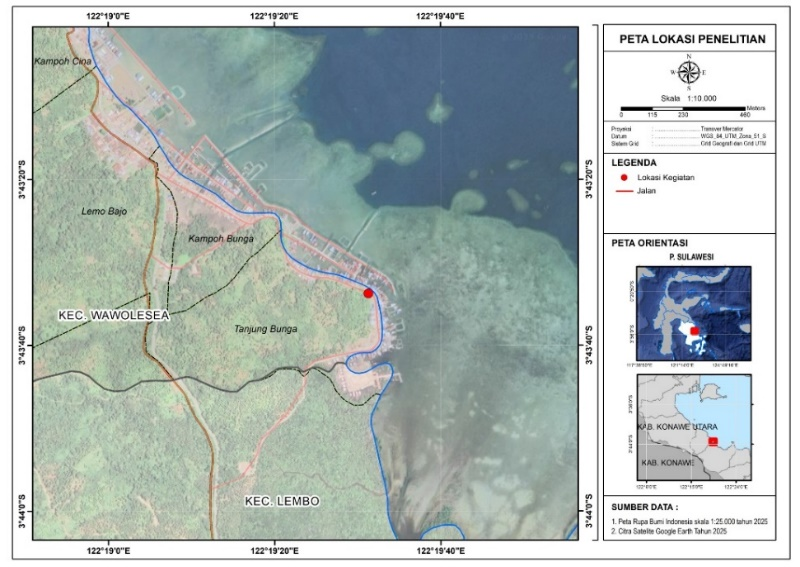 122°19'0"E 122°19'20"E 122°19'40"E
3°43'20"S
3°43'40"S
3°44'0"S
Kampoh Cina
Lemo Bajo
Kampoh Bunga
KEC. WAWOLESEA
Tanjung Bunga
KEC. LEMBO
3°43'20"S
3°43'40"S
3°44'0"S
122°19'0"E 122°19'20"E 122°19'40"E
PETA LOKASI PENELITIAN
N
W E
S
Skala 1:10.000
Meters
0 115 230 460
Proyeksi : Transver Mercator
Datum : WGS_84_UTM_Zona_51_S
Sistem Grid : Grid Geografi dan Grid UTM
LEGENDA
Lokasi Kegiatan
Jalan
PETA ORIENTASI
P. SULAWESI
KAB. KONAWE UTARA
KAB. KONAWE
SUMBER DATA :
1. Peta Rupa Bumi Indonesia skala 1:25.000 tahun 2025
2. Citra Satelite Google Earth Tahun 2025